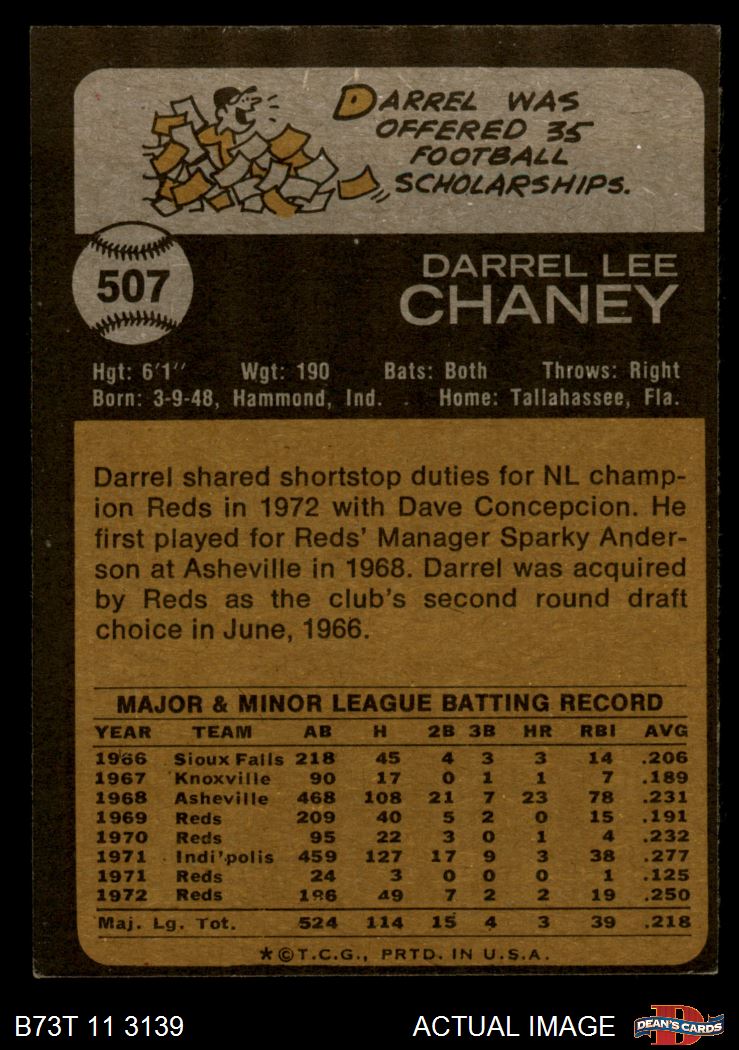 DARREL WAS
OFFERED 35
FOOTBALL
SCHOLARSHIPS.
507
DARREL LEE
CHANEY
Hgt: 6'1" Wgt: 190 Bats: Both Throws: Right
Born: 3-9-48, Hammond, Ind. Home: Tallahassee, Fla.
Darrel shared shortstop duties for NL champ-
ion Reds in 1972 with Dave Concepcion. He
first played for Reds' Manager Sparky Ander-
son at Asheville in 1968. Darrel was acquired
by Reds as the club's second round draft
choice in June, 1966.
MAJOR & MINOR LEAGUE BATTING RECORD
YEAR TEAM AB H 2B 3B HR RBI AVG
1966 Sioux Falls 218 45 4 3 3 14 .206
1967 Knoxville 90 17 0 1 1 7 .189
1968 Asheville 468 108 21 7 23 78 .231
1969 Reds 209 40 5 2 0 15 .191
1970 Reds 95 22 3 0 1 4 .232
1971 Indi'polis 459 127 17 9 3 38 .277
1971 Reds 24 3 0 0 0 1 .125
1972 Reds 196 49 7 2 2 19 .250
Maj. Lg. Tot. 524 114 15 4 3 39 .218
*©T.C.G., PRTD. IN U.S.A.
B73T 11 3139 ACTUAL IMAGE
DEAN'S CARDS